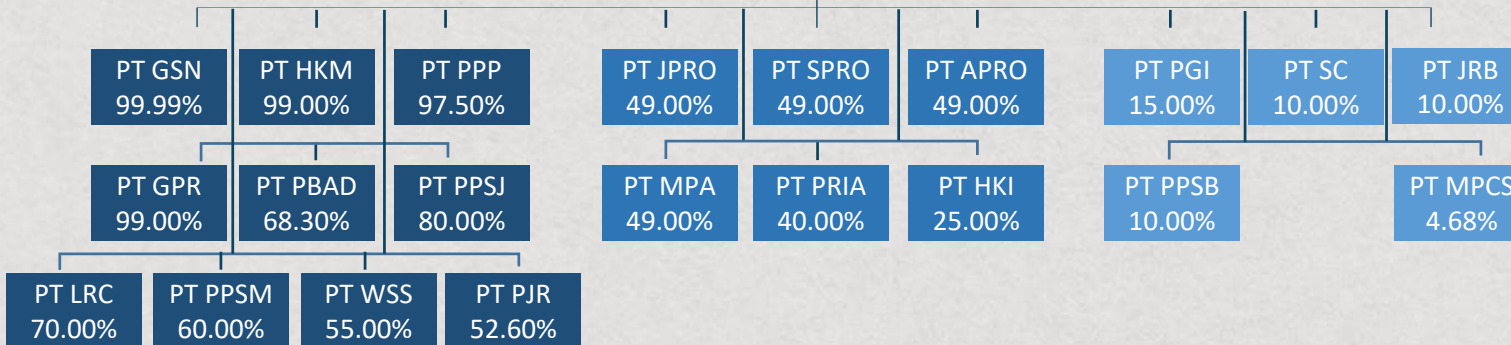 PT GSN
99.99%
PT HKM
99.00%
PT PPP
97.50%
PT JPRO
49.00%
PT SPRO
49.00%
PT APRO
49.00%
PT PGI
15.00%
PT SC
10.00%
PT JRB
10.00%
PT GPR
99.00%
PT PBAD
68.30%
PT PPSJ
80.00%
PT MPA
49.00%
PT PRIA
40.00%
PT HKI
25.00%
PT PPSB
10.00%
PT MPCS
4.68%
PT LRC
70.00%
PT PPSM
60.00%
PT WSS
55.00%
PT PJR
52.60%